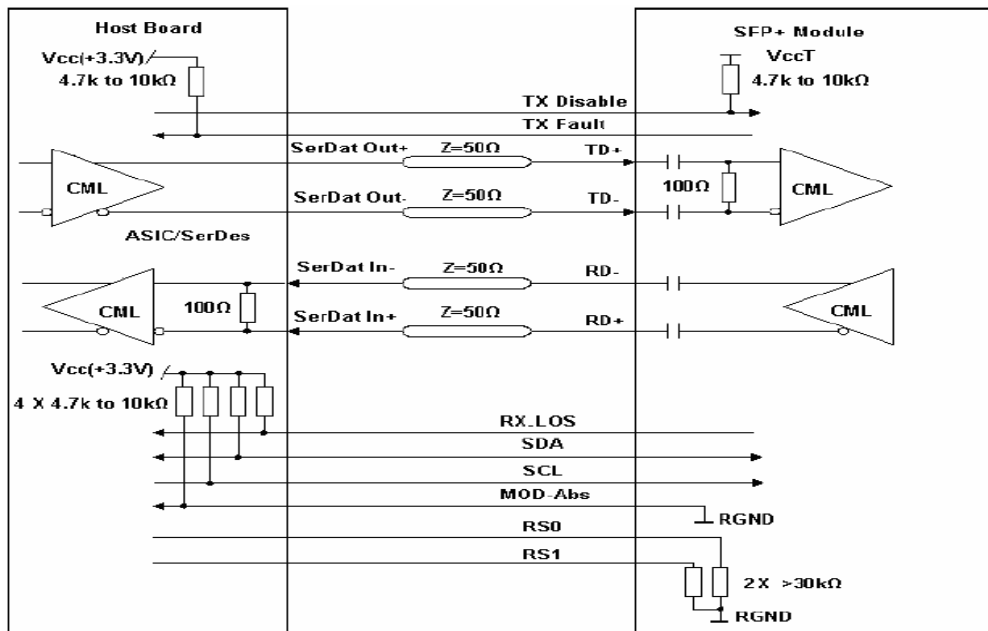 Host Board
SFP+ Module
Vcc(+3.3V)
4.7k to 10kΩ
VccT
4.7k to 10kΩ
TX Disable
TX Fault
SerDat Out+
Z=50Ω
TD+
CML
100Ω
CML
SerDat Out-
Z=50Ω
TD-
ASIC/SerDes
SerDat In-
Z=50Ω
RD-
CML
100Ω
SerDat In+
Z=50Ω
RD+
CML
Vcc(+3.3V)
4 X 4.7k to 10kΩ
RX_LOS
SDA
SCL
MOD-Abs
RGND
RS0
RS1
2X >30kΩ
RGND